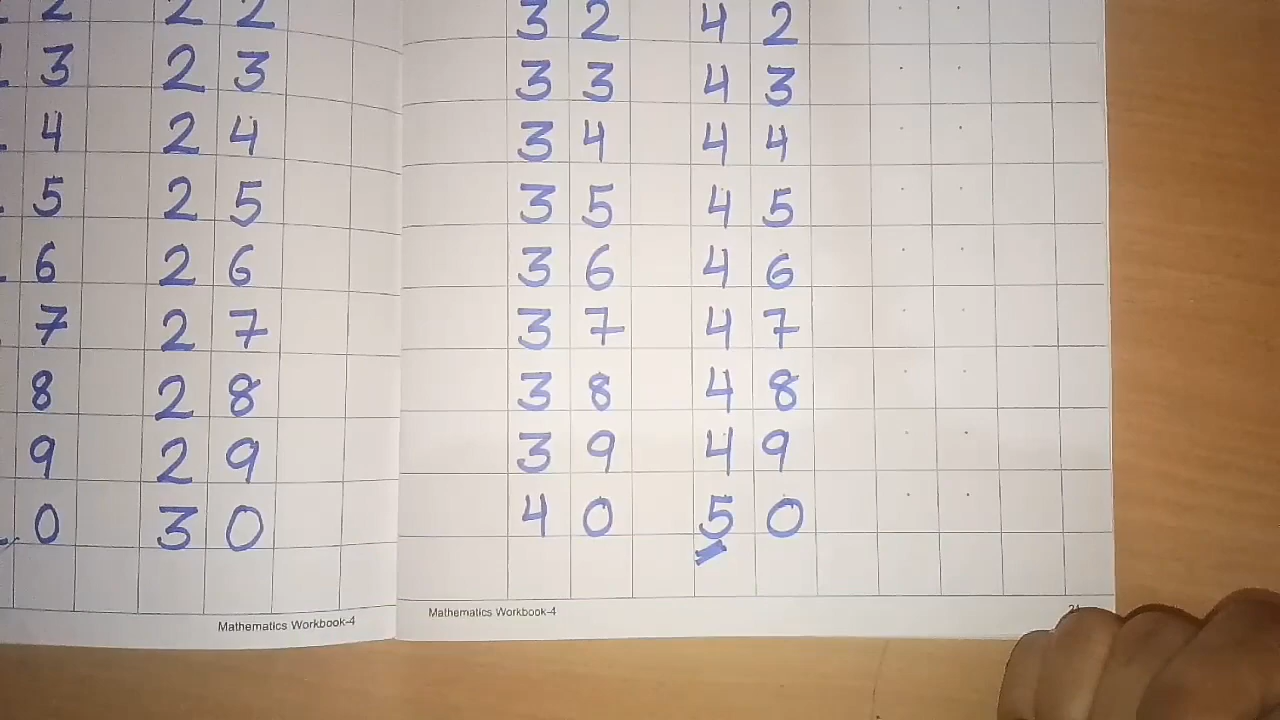 2 2 2
3 2 3
4 2 4
5 2 5
6 2 6
7 2 7
8 2 8
9 2 9
0 3 0
Mathematics Workbook-4
3 2 4 2
3 3 4 3
3 4 4 4
3 5 4 5
3 6 4 6
3 7 4 7
3 8 4 8
3 9 4 9
4 0 5 0
Mathematics Workbook-4